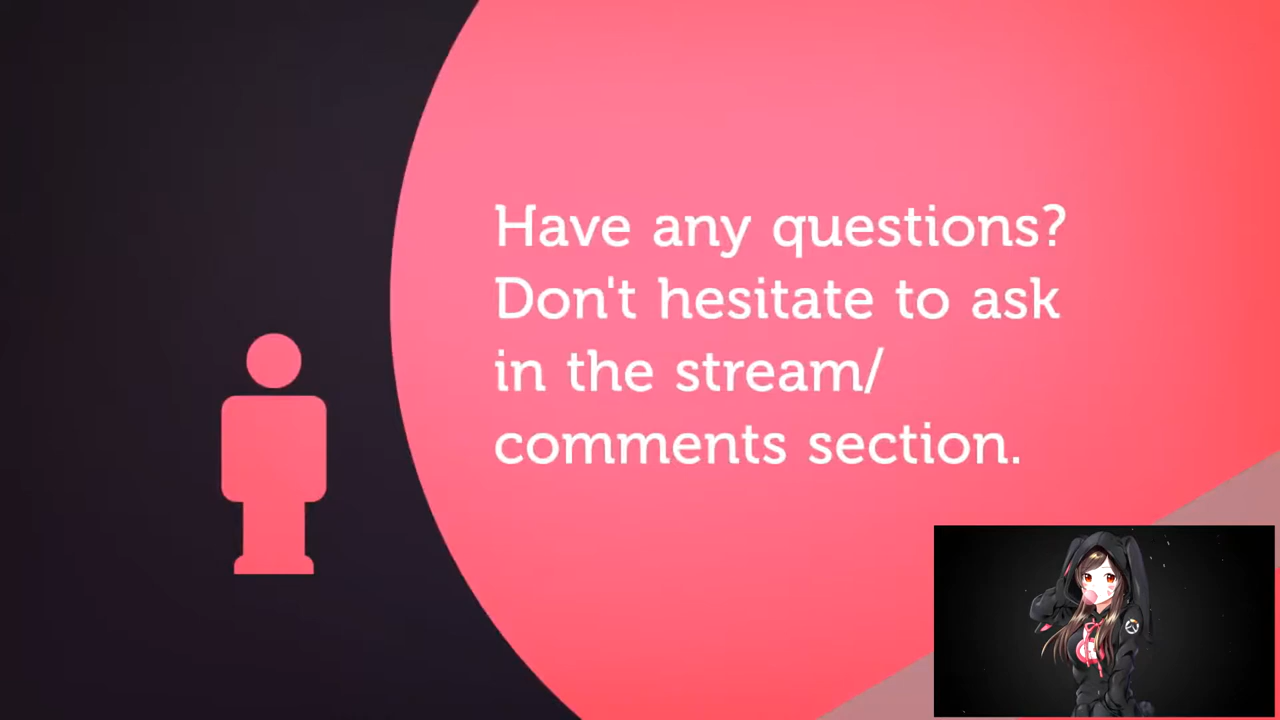 Have any questions?
Don't hesitate to ask
in the stream/
comments section.